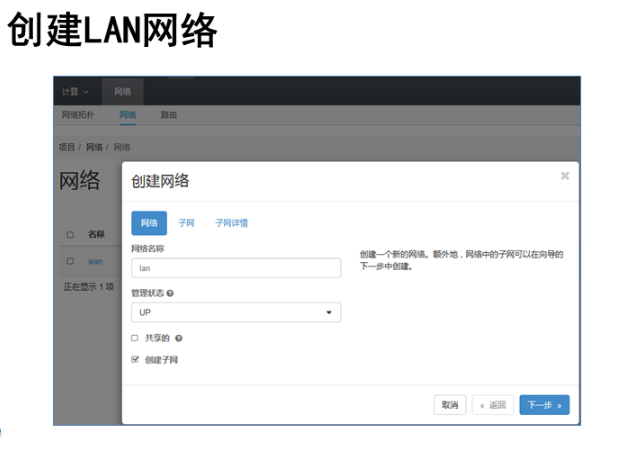 创建LAN网络
计算
网络
网络拓扑 网络 路由
项目 / 网络 / 网络
网络
名称
wan
正在显示 1 项
创建网络
网络 子网 子网详情
网络名称
lan
管理状态
UP
共享的
创建子网
创建一个新的网络。额外地，网络中的子网可以在向导的
下一步中创建。
取消 « 返回 下一步 »